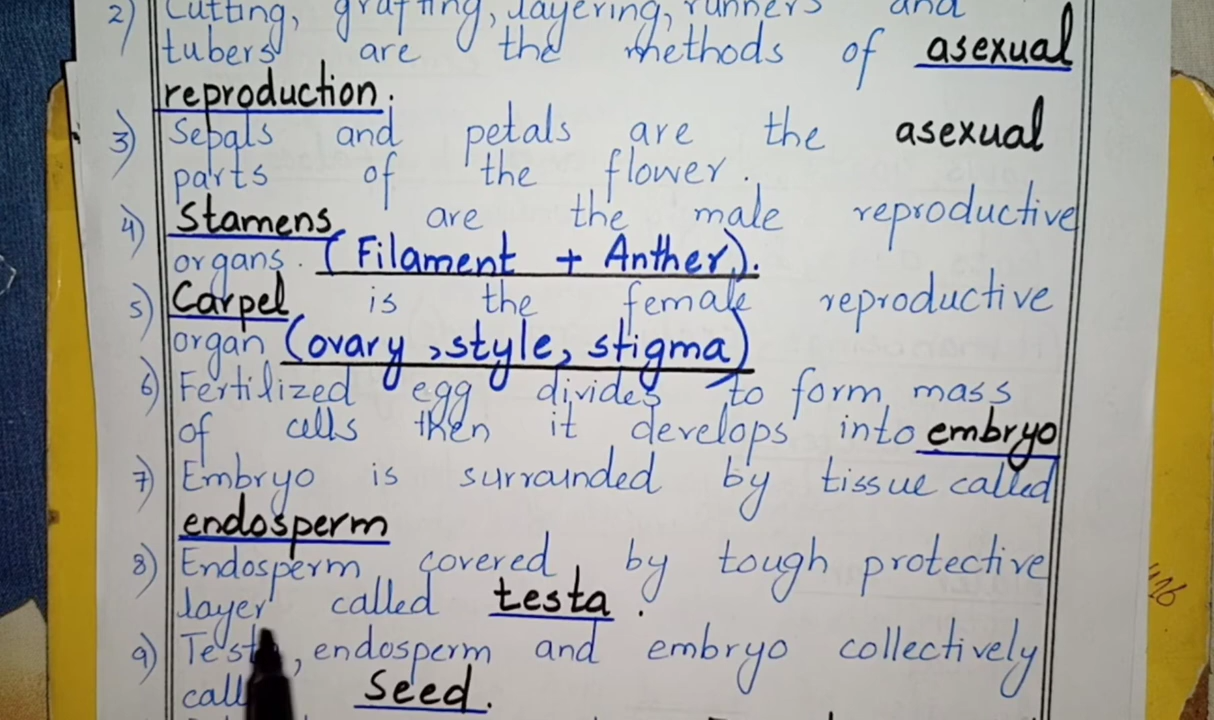 2) Cutting, grafting, layering, runners and
tubers are the methods of asexual
reproduction.
3) Sepals and petals are the asexual
parts of the flower.
4) Stamens are the male reproductive
organs. (Filament + Anther).
5) Carpel is the female reproductive
organ (ovary, style, stigma)
6) Fertilized egg divides to form mass
of cells then it develops into embryo
7) Embryo is surrounded by tissue called
endosperm
8) Endosperm covered by tough protective
layer called testa.
9) Testa, endosperm and embryo collectively
call Seed.